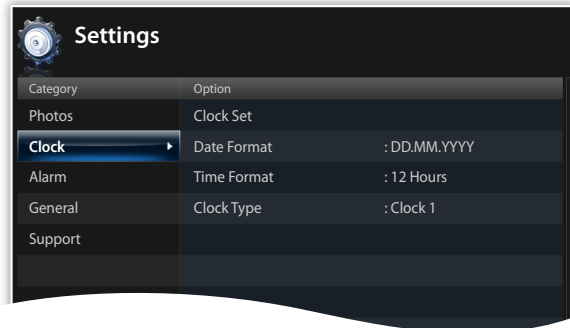 Settings
Category Option
Photos Clock Set
Clock Date Format : DD.MM.YYYY
Alarm Time Format : 12 Hours
General Clock Type : Clock 1
Support